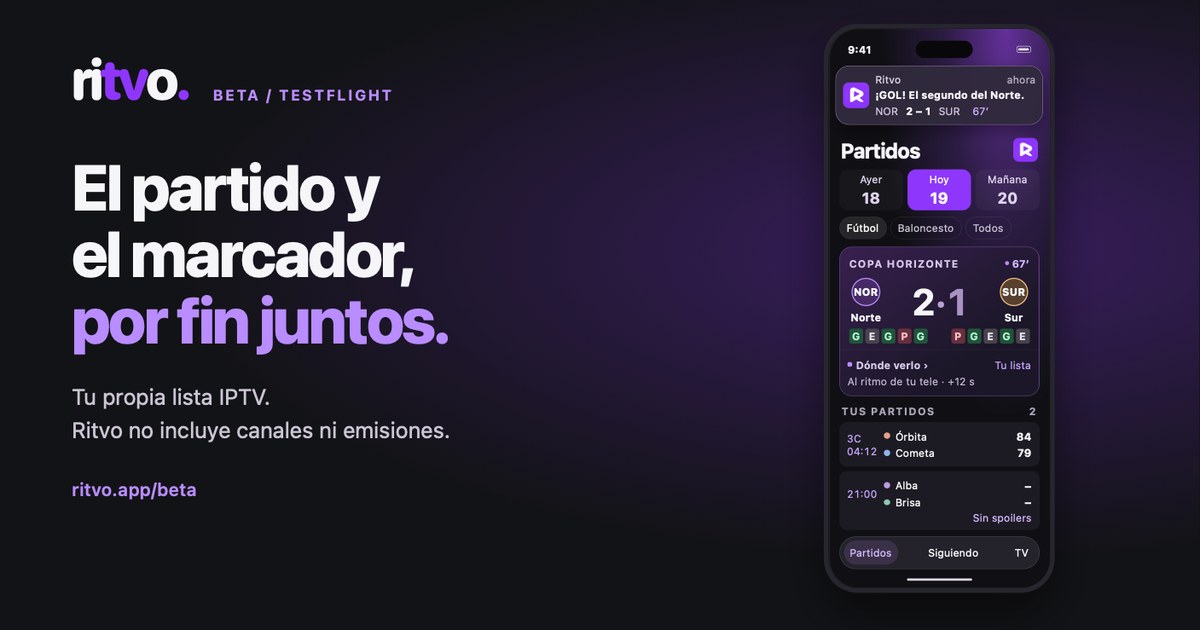 ritvo.
BETA / TESTFLIGHT
El partido y
el marcador,
por fin juntos.
Tu propia lista IPTV.
Ritvo no incluye canales ni emisiones.
ritvo.app/beta
9:41
Ritvo ahora
¡GOL! El segundo del Norte.
NOR 2 – 1 SUR 67′
Partidos
Ayer Hoy Mañana
18 19 20
Fútbol Baloncesto Todos
COPA HORIZONTE • 67′
NOR 2·1 SUR
Norte Sur
G E G P G P G E G E
Dónde verlo › Tu lista
Al ritmo de tu tele · +12 s
TUS PARTIDOS 2
3C Órbita 84
04:12 Cometa 79
21:00 Alba –
Brisa –
Sin spoilers
Partidos Siguiendo TV